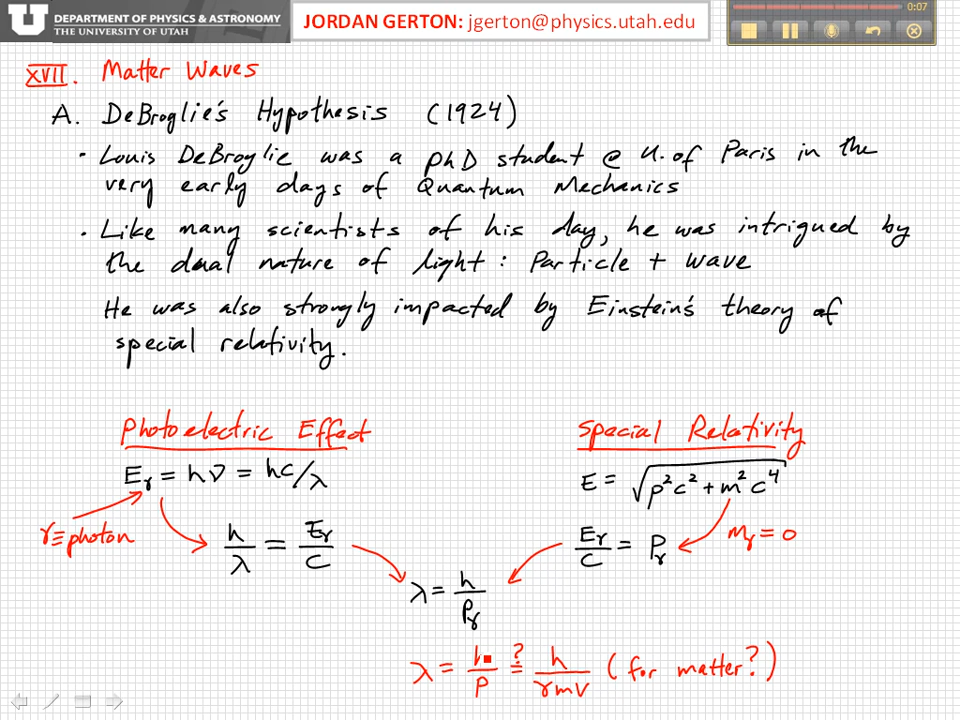 U DEPARTMENT OF PHYSICS & ASTRONOMY
THE UNIVERSITY OF UTAH
JORDAN GERTON: jgerton@physics.utah.edu
0:07
XVII. Matter Waves
A. DeBroglie's Hypothesis (1924)
• Louis DeBroglie was a PhD student @ U. of Paris in the
very early days of Quantum Mechanics
• Like many scientists of his day, he was intrigued by
the dual nature of light : Particle + wave
He was also strongly impacted by Einstein's theory of
special relativity.
Photoelectric Effect
Special Relativity
Eγ = hν = hc/λ
E = √(p²c² + m²c⁴)
γ ≡ photon
mγ = 0
h/λ = Eγ/c
Eγ/c = Pγ
λ = h/Pγ
λ = h/p ≟ h/γmv (for matter?)